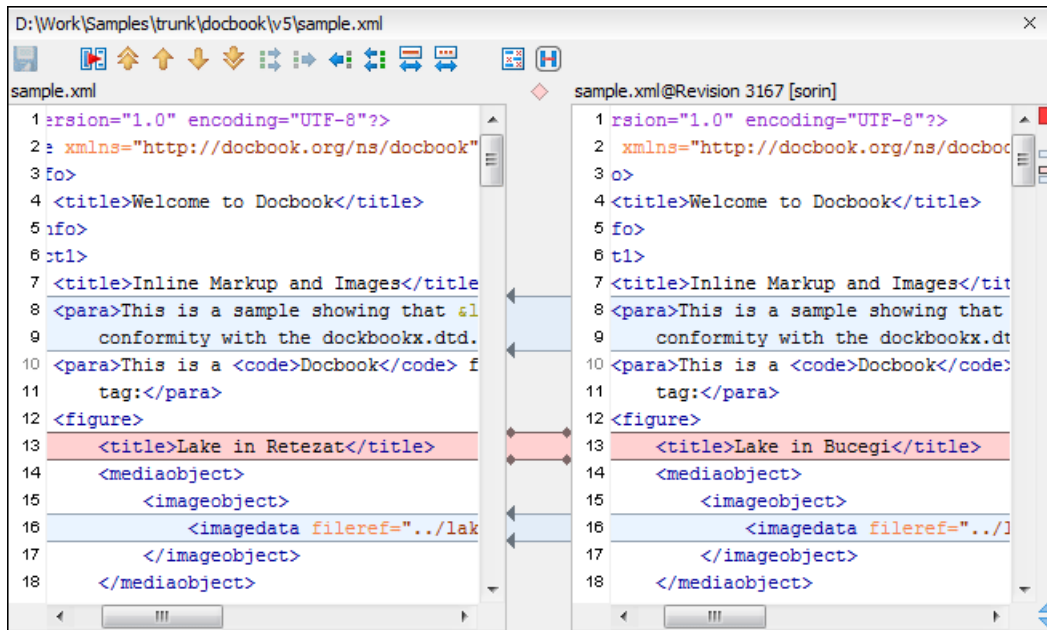 D:\Work\Samples\trunk\docbook\v5\sample.xml
sample.xml
1 ersion="1.0" encoding="UTF-8"?>
2 e xmlns="http://docbook.org/ns/docbook"
3 fo>
4 <title>Welcome to Docbook</title>
5 nfo>
6 ct1>
7 <title>Inline Markup and Images</title
8 <para>This is a sample showing that &l
9 conformity with the dockbookx.dtd.
10 <para>This is a <code>Docbook</code> f
11 tag:</para>
12 <figure>
13 <title>Lake in Retezat</title>
14 <mediaobject>
15 <imageobject>
16 <imagedata fileref="../lak
17 </imageobject>
18 </mediaobject>
sample.xml@Revision 3167 [sorin]
1 rsion="1.0" encoding="UTF-8"?>
2 xmlns="http://docbook.org/ns/docboo
3 o>
4 <title>Welcome to Docbook</title>
5 fo>
6 t1>
7 <title>Inline Markup and Images</tit
8 <para>This is a sample showing that
9 conformity with the dockbookx.dt
10 <para>This is a <code>Docbook</code>
11 tag:</para>
12 <figure>
13 <title>Lake in Bucegi</title>
14 <mediaobject>
15 <imageobject>
16 <imagedata fileref="../l
17 </imageobject>
18 </mediaobject>